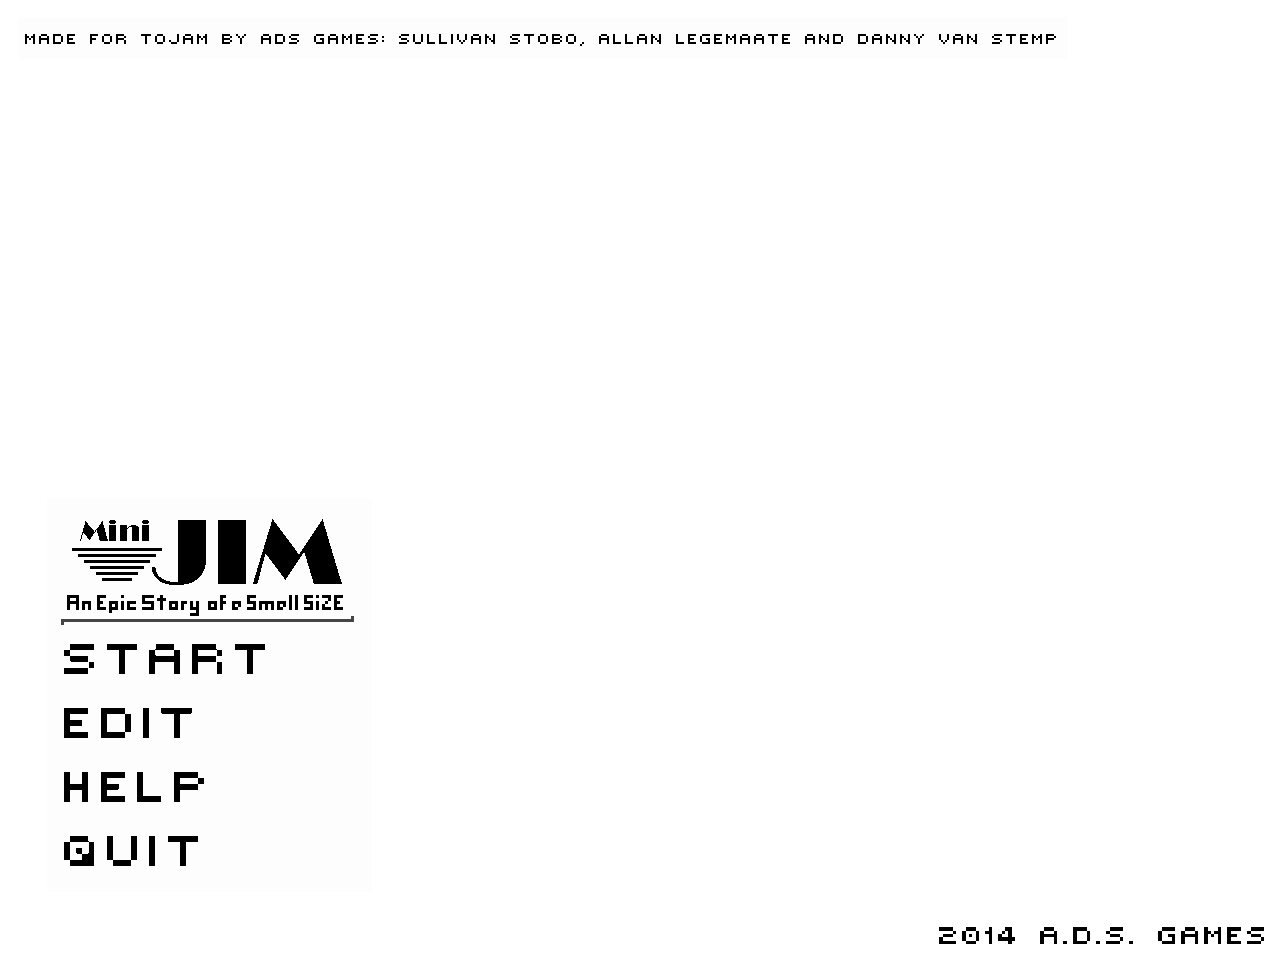 MADE FOR TOJAM BY ADS GAMES: SULLIVAN STOBO, ALLAN LEGEMAATE AND DANNY VAN STEMP
Mini JIM
An Epic Story of a Small SiZE
START
EDIT
HELP
QUIT
2014 A.D.S. GAMES